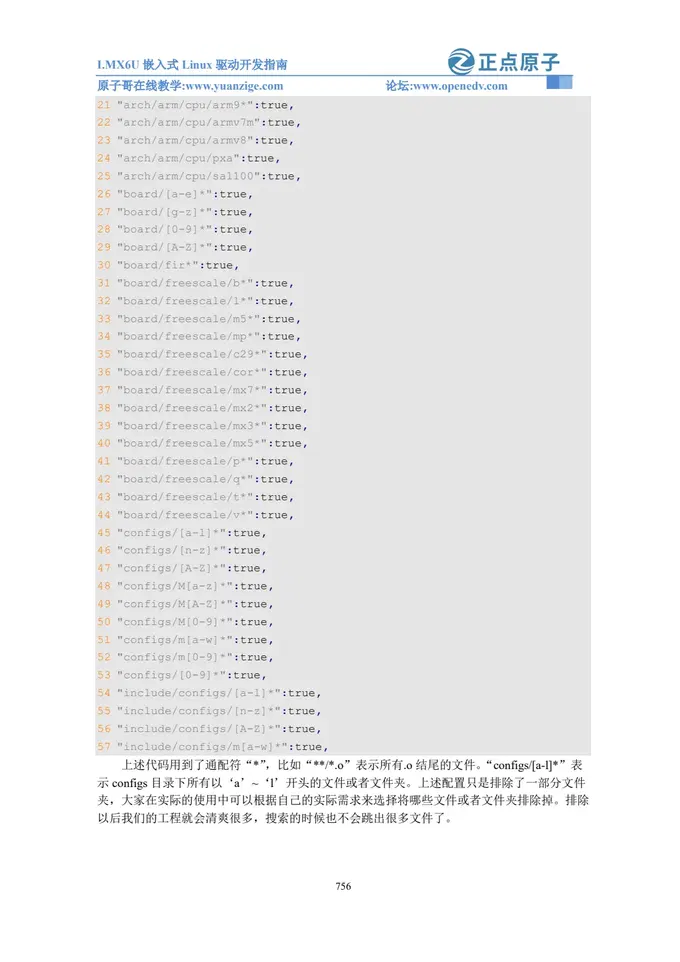 I.MX6U 嵌入式 Linux 驱动开发指南
正点原子
原子哥在线教学:www.yuanzige.com 论坛:www.openedv.com
21 "arch/arm/cpu/arm9*":true,
22 "arch/arm/cpu/armv7m":true,
23 "arch/arm/cpu/armv8":true,
24 "arch/arm/cpu/pxa":true,
25 "arch/arm/cpu/sa1100":true,
26 "board/[a-e]*":true,
27 "board/[g-z]*":true,
28 "board/[0-9]*":true,
29 "board/[A-Z]*":true,
30 "board/fir*":true,
31 "board/freescale/b*":true,
32 "board/freescale/l*":true,
33 "board/freescale/m5*":true,
34 "board/freescale/mp*":true,
35 "board/freescale/c29*":true,
36 "board/freescale/cor*":true,
37 "board/freescale/mx7*":true,
38 "board/freescale/mx2*":true,
39 "board/freescale/mx3*":true,
40 "board/freescale/mx5*":true,
41 "board/freescale/p*":true,
42 "board/freescale/q*":true,
43 "board/freescale/t*":true,
44 "board/freescale/v*":true,
45 "configs/[a-l]*":true,
46 "configs/[n-z]*":true,
47 "configs/[A-Z]*":true,
48 "configs/M[a-z]*":true,
49 "configs/M[A-Z]*":true,
50 "configs/M[0-9]*":true,
51 "configs/m[a-w]*":true,
52 "configs/m[0-9]*":true,
53 "configs/[0-9]*":true,
54 "include/configs/[a-l]*":true,
55 "include/configs/[n-z]*":true,
56 "include/configs/[A-Z]*":true,
57 "include/configs/m[a-w]*":true,
上述代码用到了通配符“*”，比如“**/*.o”表示所有.o 结尾的文件。“configs/[a-l]*”表
示 configs 目录下所有以‘a’~‘l’开头的文件或者文件夹。上述配置只是排除了一部分文件
夹，大家在实际的使用中可以根据自己的实际需求来选择将哪些文件或者文件夹排除掉。排除
以后我们的工程就会清爽很多，搜索的时候也不会跳出很多文件了。
756